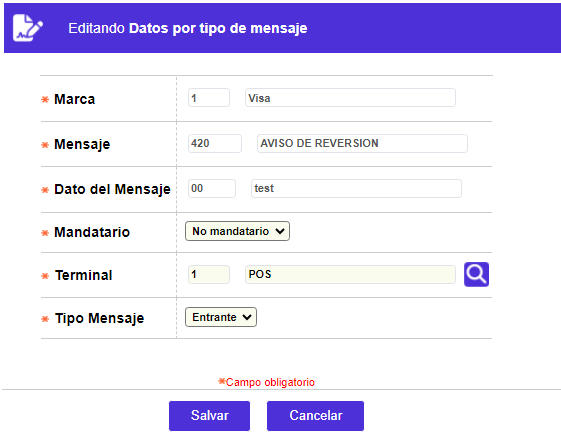 Editando Datos por tipo de mensaje
* Marca 1 Visa
* Mensaje 420 AVISO DE REVERSION
* Dato del Mensaje 00 test
* Mandatario No mandatario
* Terminal 1 POS
* Tipo Mensaje Entrante
*Campo obligatorio
Salvar Cancelar